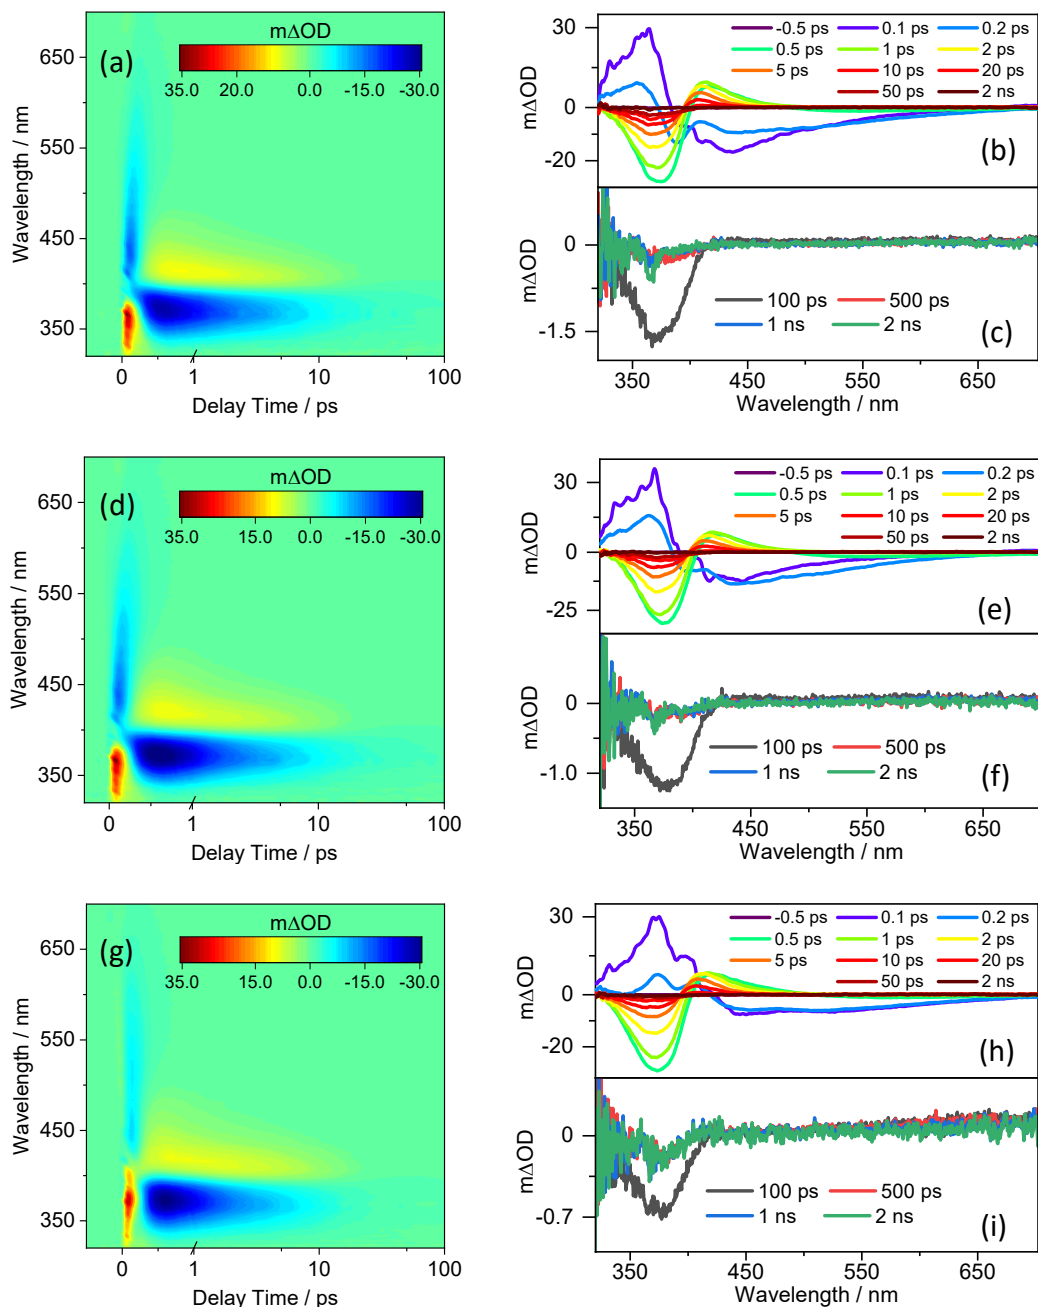 (a)
mΔOD
35.0 20.0 0.0 -15.0 -30.0
Wavelength / nm
650
550
450
350
0 1 10 100
Delay Time / ps
mΔOD
30
0
-20
-0.5 ps 0.1 ps 0.2 ps
0.5 ps 1 ps 2 ps
5 ps 10 ps 20 ps
50 ps 2 ns
(b)
mΔOD
0
-1.5
100 ps 500 ps
1 ns 2 ns
(c)
350 450 550 650
Wavelength / nm
(d)
mΔOD
35.0 15.0 0.0 -15.0 -30.0
Wavelength / nm
650
550
450
350
0 1 10 100
Delay Time / ps
mΔOD
30
0
-25
-0.5 ps 0.1 ps 0.2 ps
0.5 ps 1 ps 2 ps
5 ps 10 ps 20 ps
50 ps 2 ns
(e)
mΔOD
0
-1.0
100 ps 500 ps
1 ns 2 ns
(f)
350 450 550 650
Wavelength / nm
(g)
mΔOD
35.0 15.0 0.0 -15.0 -30.0
Wavelength / nm
650
550
450
350
0 1 10 100
Delay Time / ps
mΔOD
30
0
-20
-0.5 ps 0.1 ps 0.2 ps
0.5 ps 1 ps 2 ps
5 ps 10 ps 20 ps
50 ps 2 ns
(h)
mΔOD
0
-0.7
100 ps 500 ps
1 ns 2 ns
(i)
350 450 550 650
Wavelength / nm